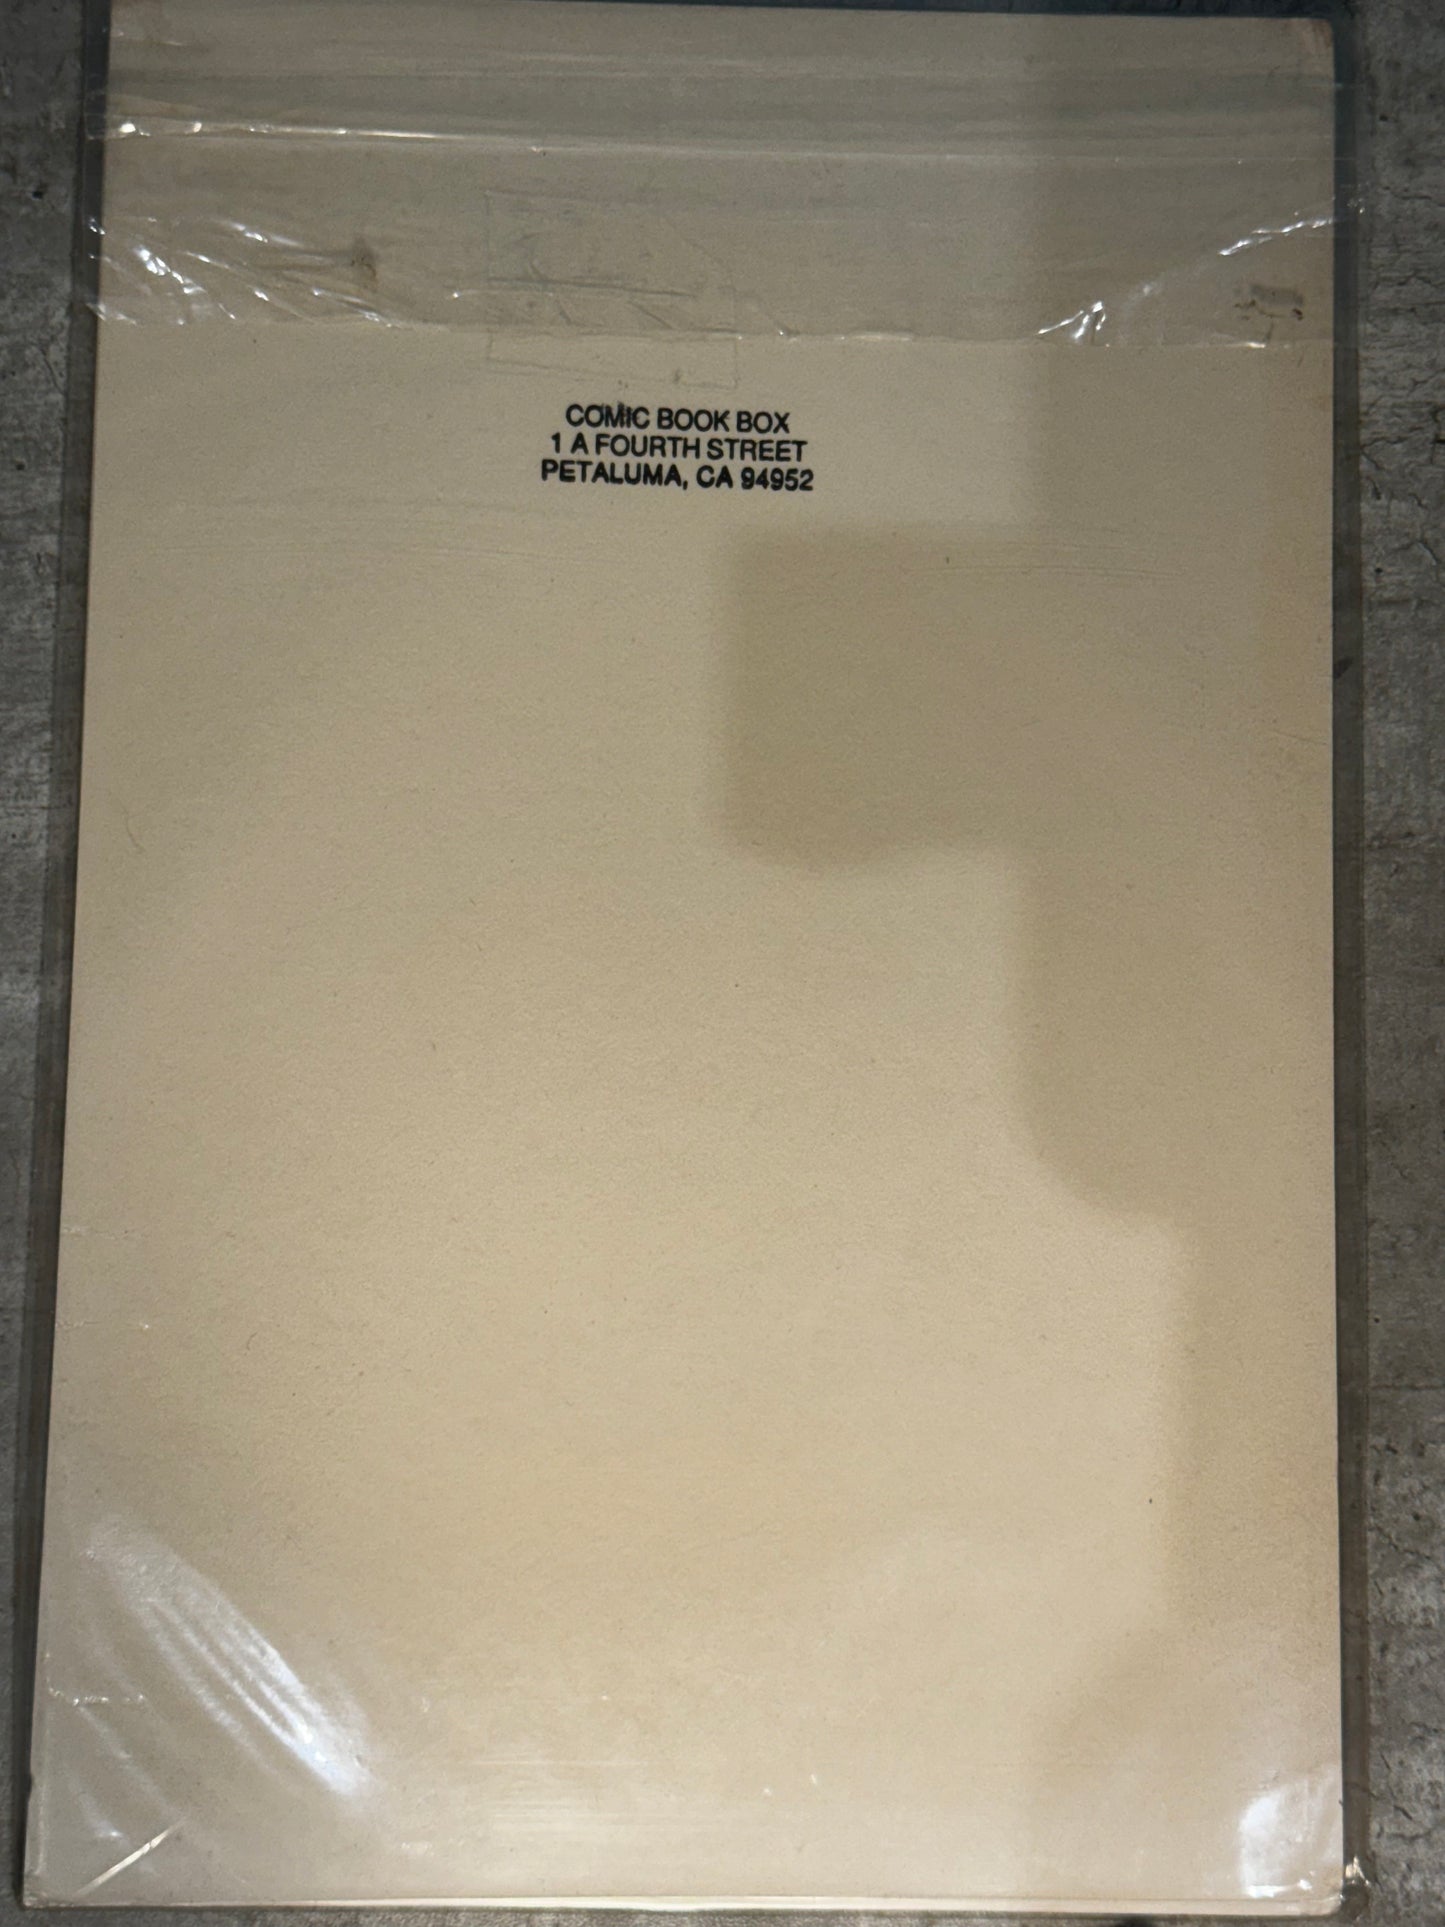 COMIC BOOK BOX
1 A FOURTH STREET
PETALUMA, CA 94952